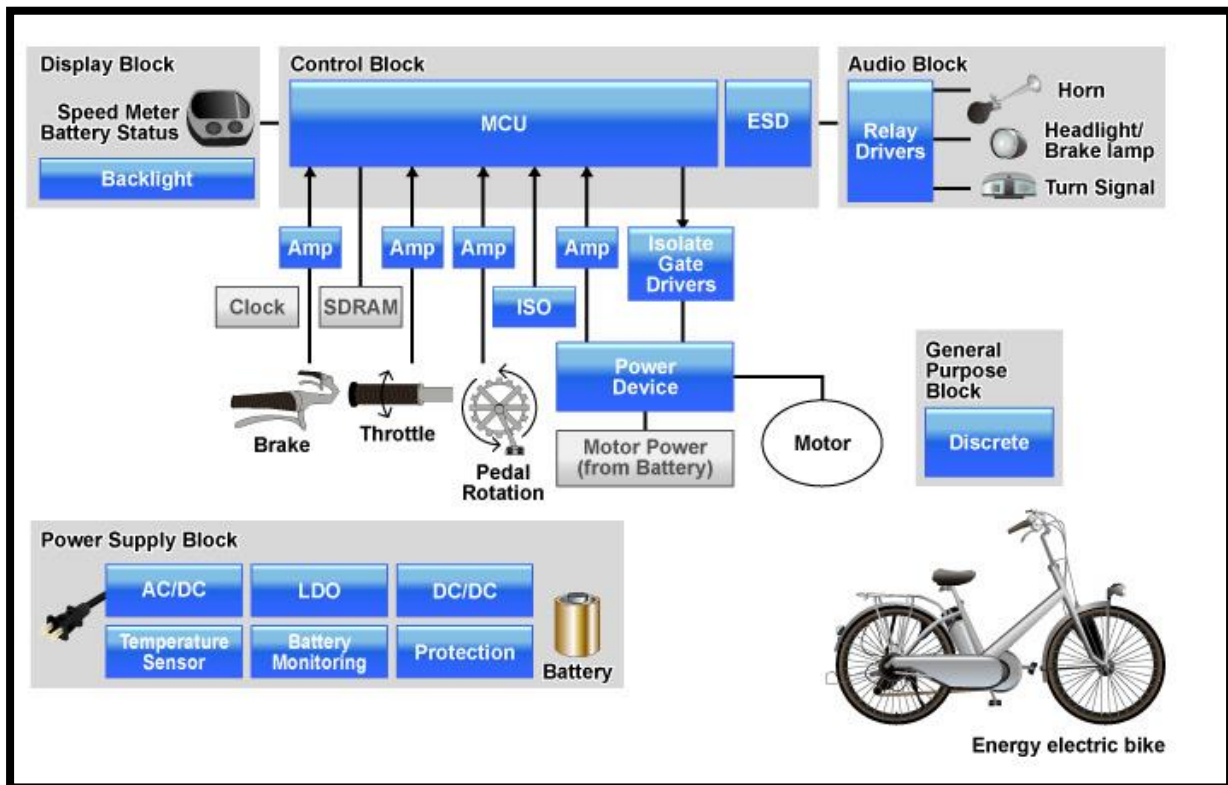 Display Block
Speed Meter
Battery Status
Backlight
Control Block
MCU
ESD
Audio Block
Relay
Drivers
Horn
Headlight/
Brake lamp
Turn Signal
Amp
Amp
Amp
Amp
Isolate
Gate
Drivers
Clock
SDRAM
ISO
Brake
Throttle
Pedal
Rotation
Power
Device
Motor Power
(from Battery)
Motor
General
Purpose
Block
Discrete
Power Supply Block
AC/DC
LDO
DC/DC
Temperature
Sensor
Battery
Monitoring
Protection
Battery
Energy electric bike